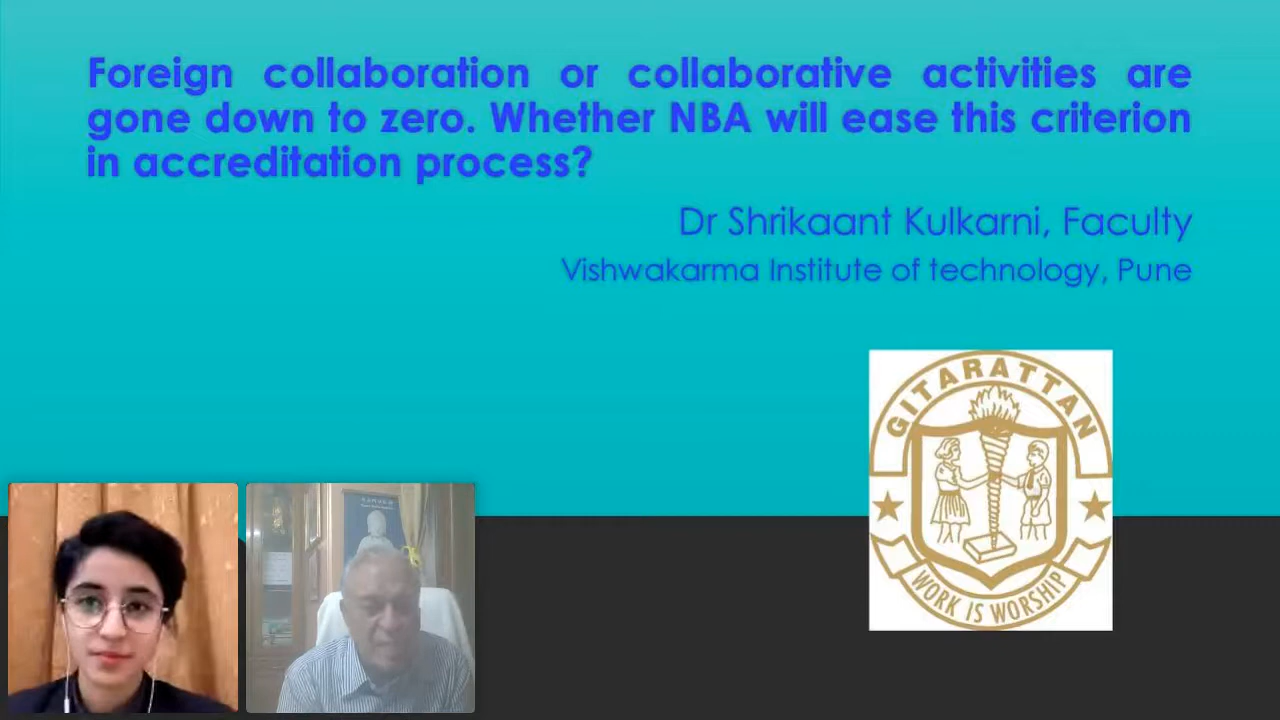 Foreign collaboration or collaborative activities are
gone down to zero. Whether NBA will ease this criterion
in accreditation process?
Dr Shrikaant Kulkarni, Faculty
Vishwakarma Institute of technology, Pune
GITARATTAN
WORK IS WORSHIP